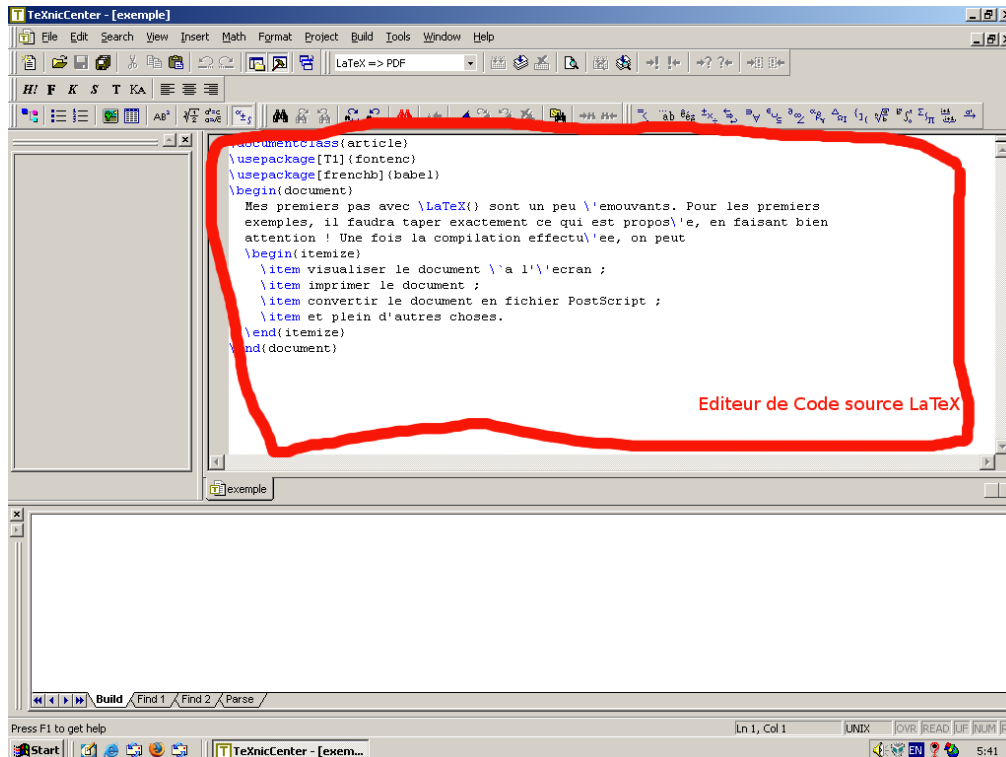 TeXnicCenter - [exemple]
File Edit Search View Insert Math Format Project Build Tools Window Help
LaTeX => PDF
H! F K S T KA
\documentclass{article}
\usepackage[T1]{fontenc}
\usepackage[frenchb]{babel}
\begin{document}
Mes premiers pas avec \LaTeX{} sont un peu \'emouvants. Pour les premiers
exemples, il faudra taper exactement ce qui est propos\'e, en faisant bien
attention ! Une fois la compilation effectu\'ee, on peut
\begin{itemize}
\item visualiser le document \`a l'\'ecran ;
\item imprimer le document ;
\item convertir le document en fichier PostScript ;
\item et plein d'autres choses.
\end{itemize}
\end{document}
Editeur de Code source LaTeX
exemple
Build Find 1 Find 2 Parse
Press F1 to get help Ln 1, Col 1 UNIX OVR READ UF NUM
Start TeXnicCenter - [exem... EN 5:41